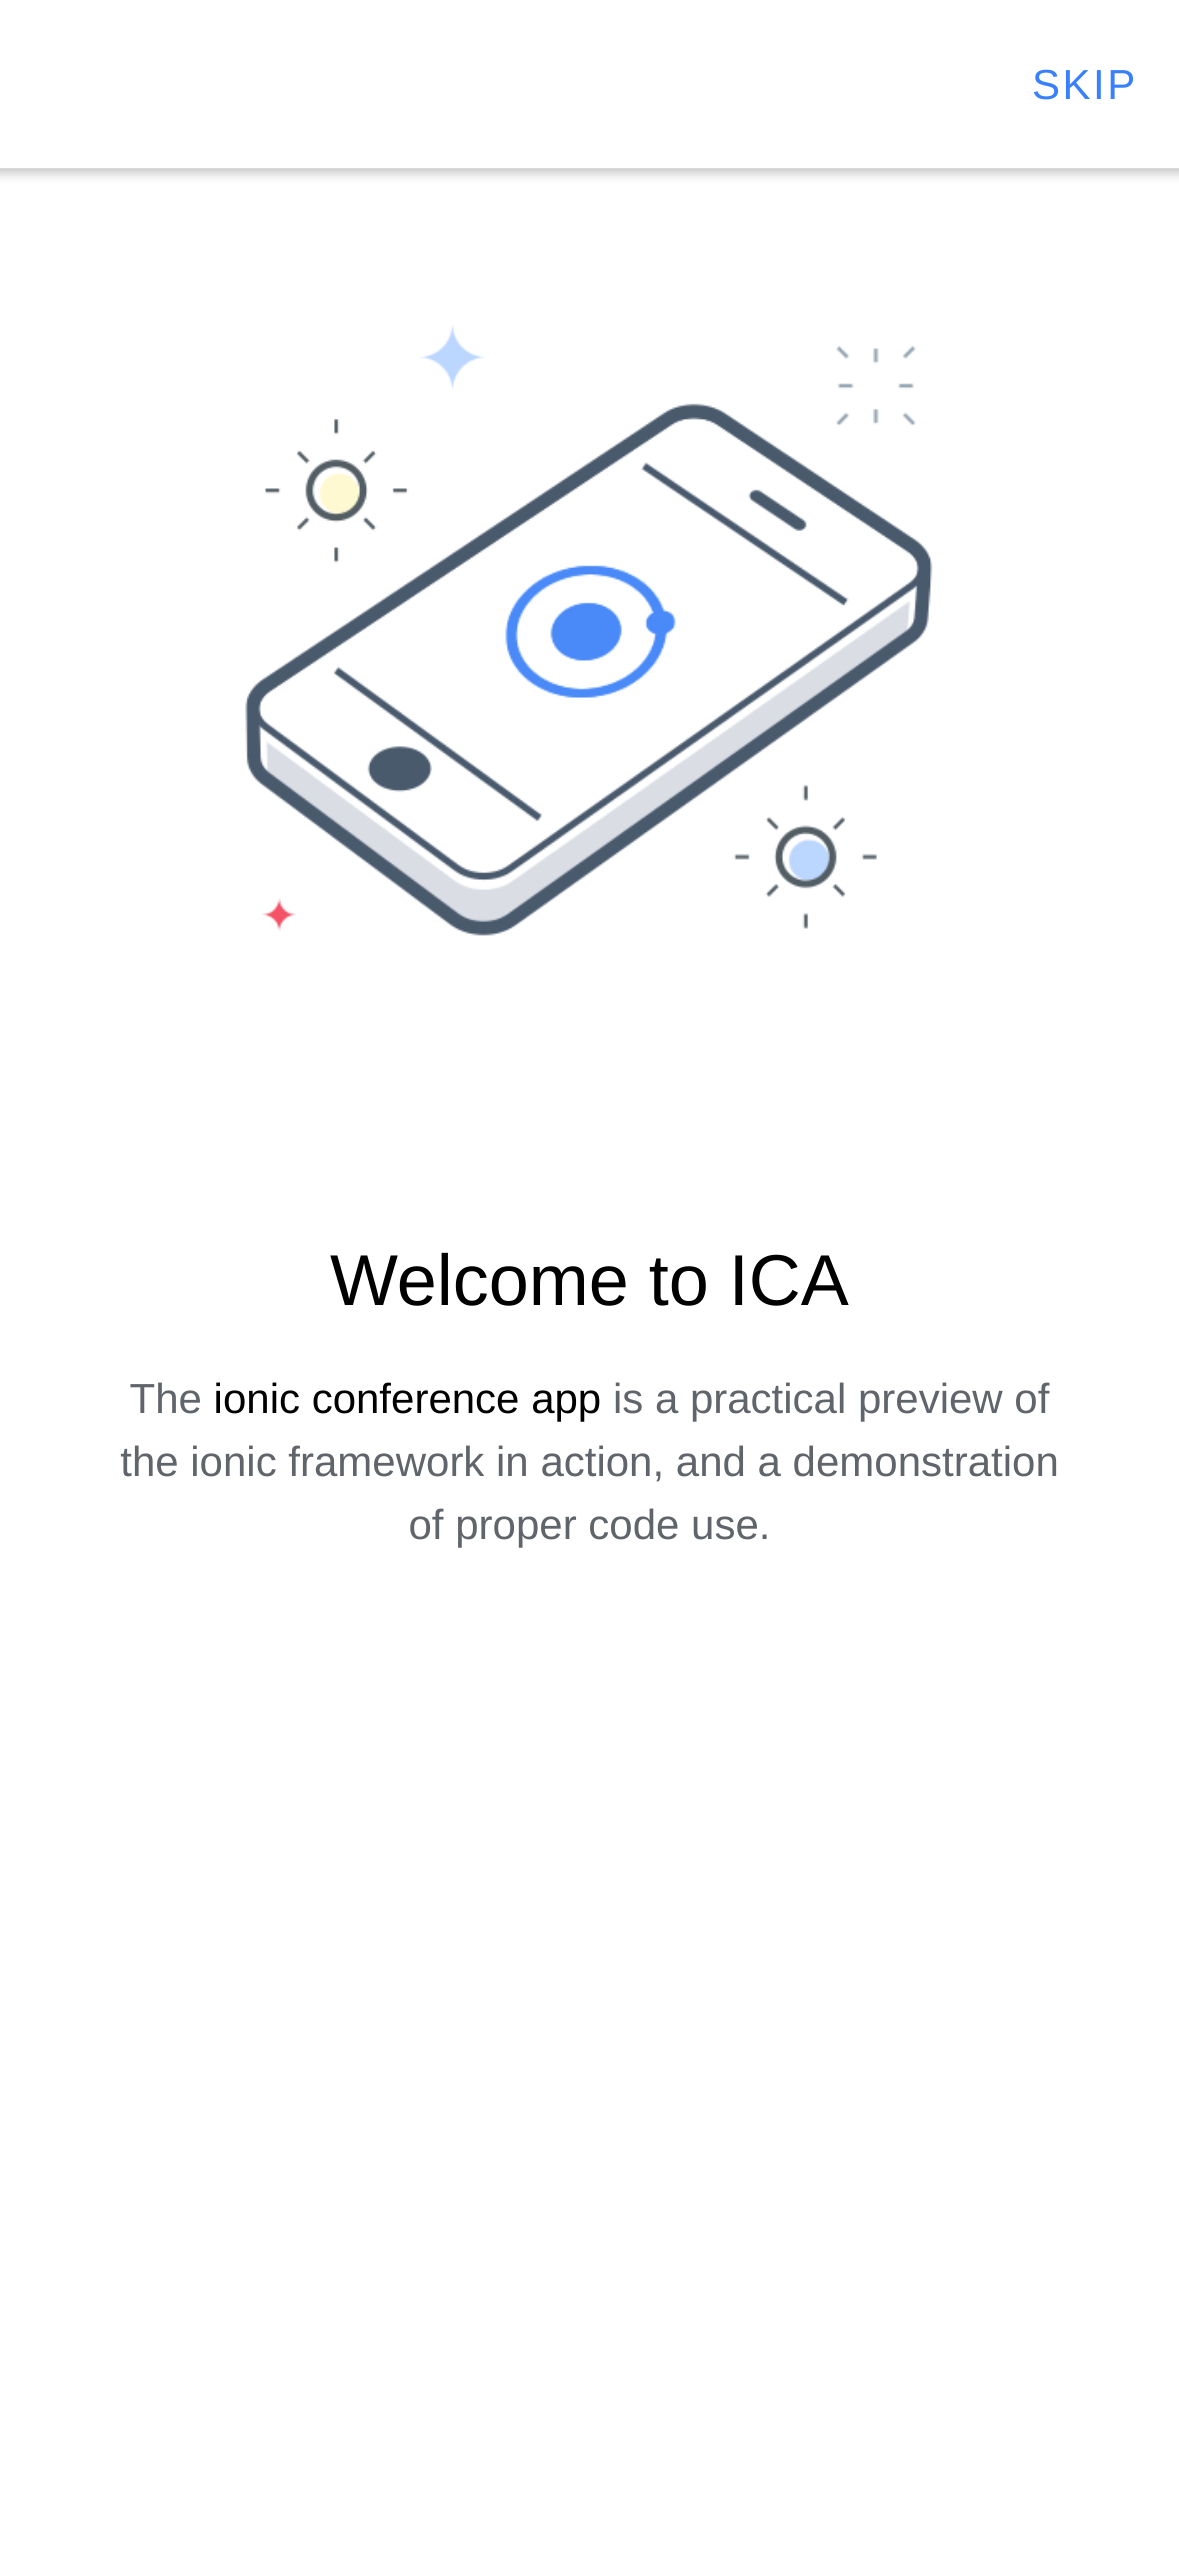 SKIP
Welcome to ICA
The ionic conference app is a practical preview of
the ionic framework in action, and a demonstration
of proper code use.